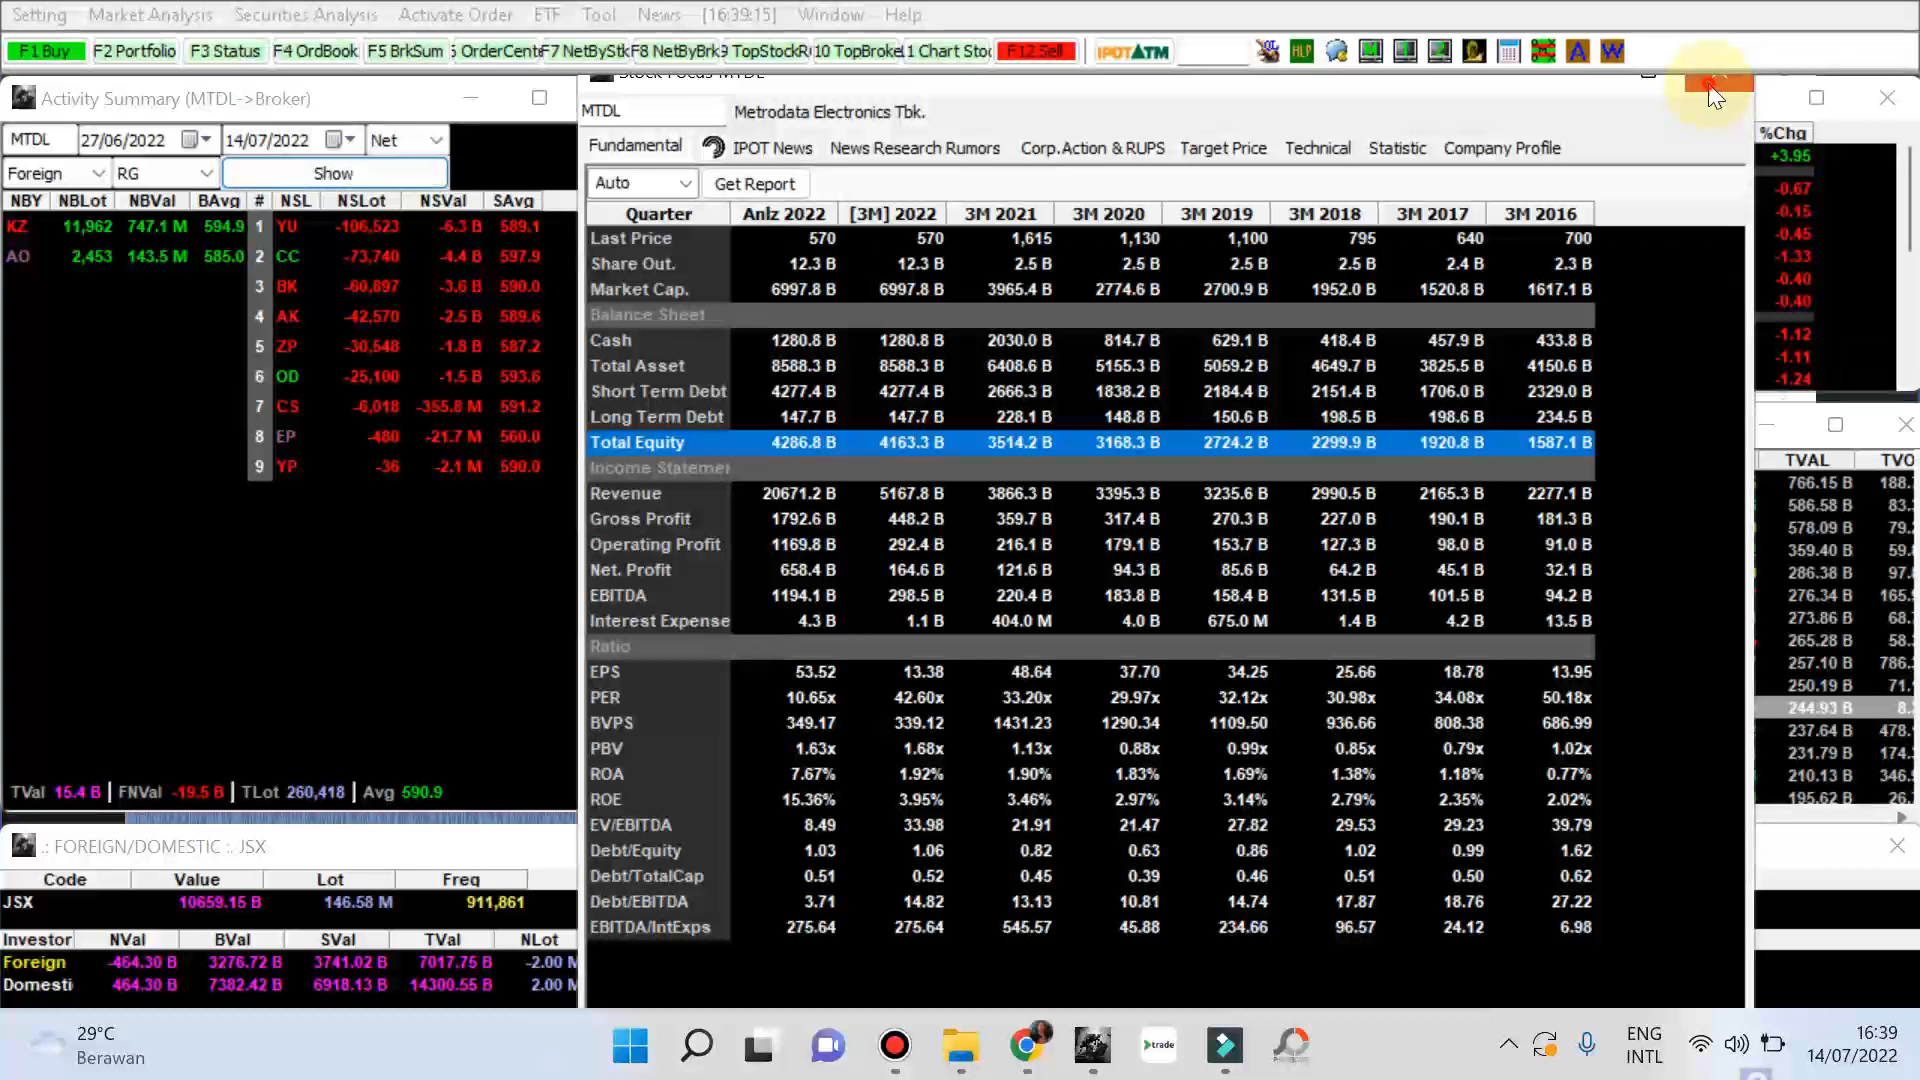 Setting Market Analysis Securities Analysis Activate Order ETF Tool News [16:39:15] Window Help
F1 Buy F2 Portfolio F3 Status F4 OrdBook F5 BrkSum OrderCent F7 NetByStk F8 NetByBrk TopStock 10 TopBroke 1 Chart Sto F12 Sell IPOTATM
Activity Summary (MTDL->Broker)
MTDL 27/06/2022 14/07/2022 Net
Foreign RG Show
NBY NBLot NBVal BAvg # NSL NSLot NSVal SAvg
KZ 11,962 747.1 M 594.9 1 YU -106,523 -6.3 B 589.1
AO 2,453 143.5 M 585.0 2 CC -73,740 -4.4 B 597.9
3 BK -60,897 -3.6 B 590.0
4 AK -42,570 -2.5 B 589.6
5 ZP -30,548 -1.8 B 587.2
6 OD -25,100 -1.5 B 593.6
7 CS -6,018 -355.8 M 591.2
8 EP -480 -21.7 M 560.0
9 YP -36 -2.1 M 590.0
TVal 15.4 B | FNVal -19.5 B | TLot 260,418 | Avg 590.9
.: FOREIGN/DOMESTIC :. JSX
Code Value Lot Freq
JSX 10659.15 B 146.58 M 911,861
Investor NVal BVal SVal TVal NLot
Foreign -464.30 B 3276.72 B 3741.02 B 7017.75 B -2.00 M
Domesti 464.30 B 7382.42 B 6918.13 B 14300.55 B 2.00 M
Stock Focus MTDL
MTDL Metrodata Electronics Tbk.
Fundamental IPOT News News Research Rumors Corp.Action & RUPS Target Price Technical Statistic Company Profile
Auto Get Report
Quarter Anlz 2022 [3M] 2022 3M 2021 3M 2020 3M 2019 3M 2018 3M 2017 3M 2016
Last Price 570 570 1,615 1,130 1,100 795 640 700
Share Out. 12.3 B 12.3 B 2.5 B 2.5 B 2.5 B 2.5 B 2.4 B 2.3 B
Market Cap. 6997.8 B 6997.8 B 3965.4 B 2774.6 B 2700.9 B 1952.0 B 1520.8 B 1617.1 B
Balance Sheet
Cash 1280.8 B 1280.8 B 2030.0 B 814.7 B 629.1 B 418.4 B 457.9 B 433.8 B
Total Asset 8588.3 B 8588.3 B 6408.6 B 5155.3 B 5059.2 B 4649.7 B 3825.5 B 4150.6 B
Short Term Debt 4277.4 B 4277.4 B 2666.3 B 1838.2 B 2184.4 B 2151.4 B 1706.0 B 2329.0 B
Long Term Debt 147.7 B 147.7 B 228.1 B 148.8 B 150.6 B 198.5 B 198.6 B 234.5 B
Total Equity 4286.8 B 4163.3 B 3514.2 B 3168.3 B 2724.2 B 2299.9 B 1920.8 B 1587.1 B
Income Statemer
Revenue 20671.2 B 5167.8 B 3866.3 B 3395.3 B 3235.6 B 2990.5 B 2165.3 B 2277.1 B
Gross Profit 1792.6 B 448.2 B 359.7 B 317.4 B 270.3 B 227.0 B 190.1 B 181.3 B
Operating Profit 1169.8 B 292.4 B 216.1 B 179.1 B 153.7 B 127.3 B 98.0 B 91.0 B
Net. Profit 658.4 B 164.6 B 121.6 B 94.3 B 85.6 B 64.2 B 45.1 B 32.1 B
EBITDA 1194.1 B 298.5 B 220.4 B 183.8 B 158.4 B 131.5 B 101.5 B 94.2 B
Interest Expense 4.3 B 1.1 B 404.0 M 4.0 B 675.0 M 1.4 B 4.2 B 13.5 B
Ratio
EPS 53.52 13.38 48.64 37.70 34.25 25.66 18.78 13.95
PER 10.65x 42.60x 33.20x 29.97x 32.12x 30.98x 34.08x 50.18x
BVPS 349.17 339.12 1431.23 1290.34 1109.50 936.66 808.38 686.99
PBV 1.63x 1.68x 1.13x 0.88x 0.99x 0.85x 0.79x 1.02x
ROA 7.67% 1.92% 1.90% 1.83% 1.69% 1.38% 1.18% 0.77%
ROE 15.36% 3.95% 3.46% 2.97% 3.14% 2.79% 2.35% 2.02%
EV/EBITDA 8.49 33.98 21.91 21.47 27.82 29.53 29.23 39.79
Debt/Equity 1.03 1.06 0.82 0.63 0.86 1.02 0.99 1.62
Debt/TotalCap 0.51 0.52 0.45 0.39 0.46 0.51 0.50 0.62
Debt/EBITDA 3.71 14.82 13.13 10.81 14.74 17.87 18.76 27.22
EBITDA/IntExps 275.64 275.64 545.57 45.88 234.66 96.57 24.12 6.98
%Chg
+3.95
-0.67
-0.15
-0.45
-1.33
-0.40
-0.40
-1.12
-1.11
-1.24
TVAL TVO
766.15 B 188.
586.58 B 83.
578.09 B 79.
359.40 B 59.
286.38 B 97.
276.34 B 165.
273.86 B 68.
265.28 B 58.
257.10 B 786.
250.19 B 71.
244.93 B 8.
237.64 B 478.
231.79 B 174.
210.13 B 346.
195.62 B 26.
29°C
Berawan
trade
ENG
INTL
16:39
14/07/2022